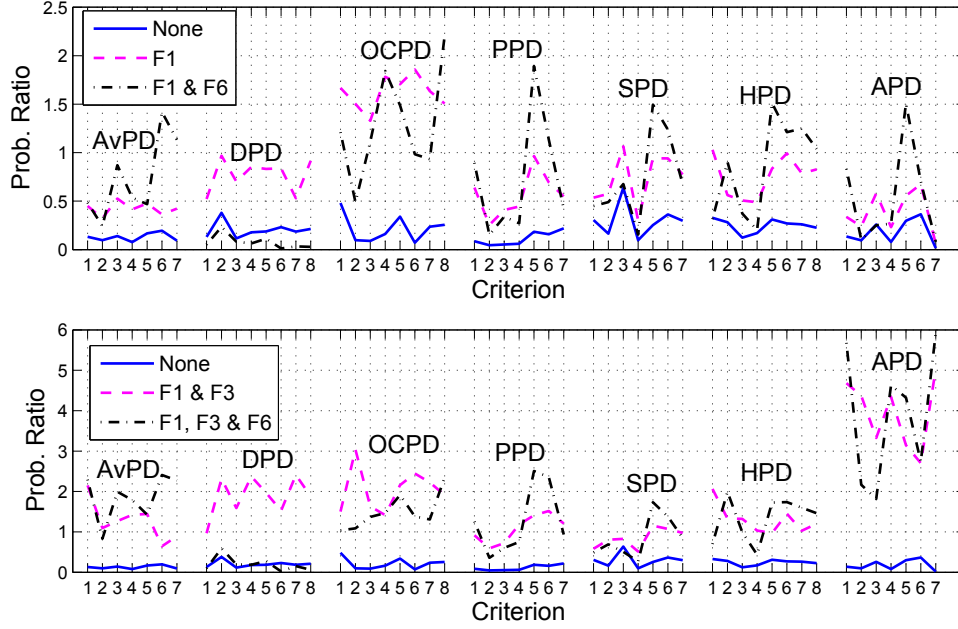 2.5
2
1.5
1
0.5
0
Prob. Ratio
None
F1
F1 & F6
AvPD
DPD
OCPD
PPD
SPD
HPD
APD
1 2 3 4 5 6 7 1 2 3 4 5 6 7 8 1 2 3 4 5 6 7 8 1 2 3 4 5 6 7 1 2 3 4 5 6 7 1 2 3 4 5 6 7 8 1 2 3 4 5 6 7
Criterion
6
5
4
3
2
1
0
Prob. Ratio
None
F1 & F3
F1, F3 & F6
AvPD
DPD
OCPD
PPD
SPD
HPD
APD
1 2 3 4 5 6 7 1 2 3 4 5 6 7 8 1 2 3 4 5 6 7 8 1 2 3 4 5 6 7 1 2 3 4 5 6 7 1 2 3 4 5 6 7 8 1 2 3 4 5 6 7
Criterion